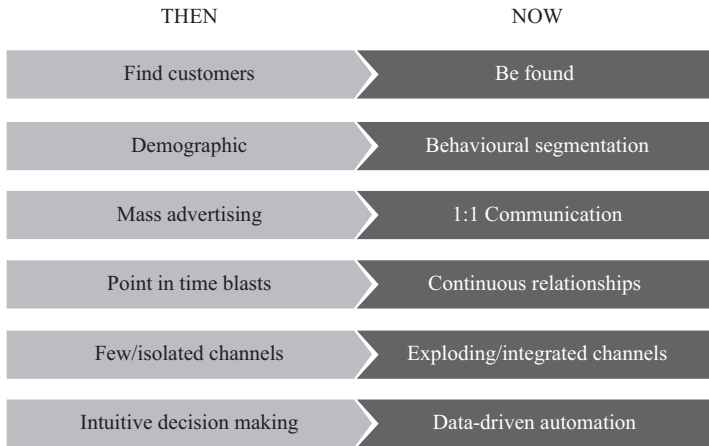 THEN NOW
Find customers Be found
Demographic Behavioural segmentation
Mass advertising 1:1 Communication
Point in time blasts Continuous relationships
Few/isolated channels Exploding/integrated channels
Intuitive decision making Data-driven automation